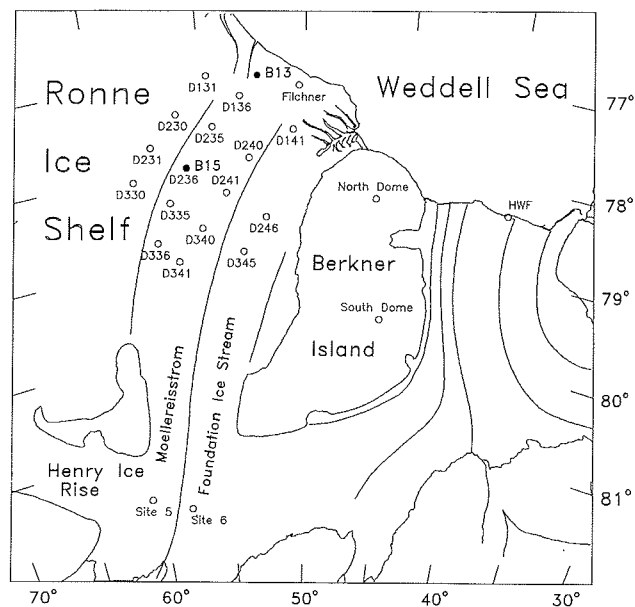 Ronne
Ice
Shelf
Weddell Sea
B13
D131
D136
Filchner
77°
D230
D235
D240
D141
D231
B15
D236
D241
D330
D335
North Dome
HWF
78°
D340
D246
D336
D341
D345
Berkner
Island
South Dome
79°
Moellereisstrom
Foundation Ice Stream
80°
Henry Ice
Rise
Site 5
Site 6
81°
70°
60°
50°
40°
30°